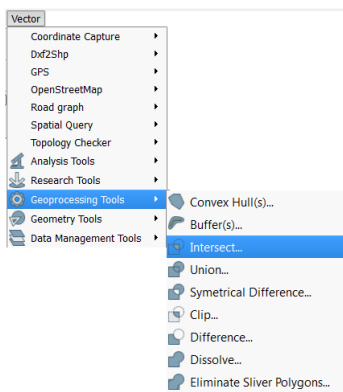 Vector
Coordinate Capture
Dxf2Shp
GPS
OpenStreetMap
Road graph
Spatial Query
Topology Checker
Analysis Tools
Research Tools
Geoprocessing Tools
Geometry Tools
Data Management Tools
Convex Hull(s)...
Buffer(s)...
Intersect...
Union...
Symetrical Difference...
Clip...
Difference...
Dissolve...
Eliminate Sliver Polygons...